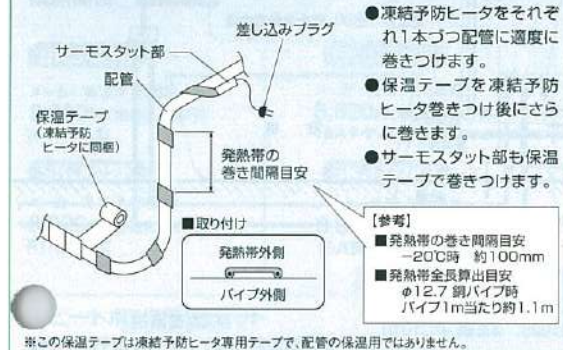 差し込みプラグ
サーモスタット部
配管
保温テープ
(凍結予防
ヒータに同梱)
発熱帯の
巻き間隔目安
■取り付け
発熱帯外側
パイプ外側
●凍結予防ヒータをそれぞ
れ1本づつ配管に適度に
巻きつけます。
●保温テープを凍結予防
ヒータ巻きつけ後にさら
に巻きます。
●サーモスタット部も保温
テープで巻きつけます。
【参考】
■発熱帯の巻き間隔目安
−20℃時 約100mm
■発熱帯全長算出目安
φ12.7 銅パイプ時
パイプ1m当たり約1.1m
※この保温テープは凍結予防ヒータ専用テープで、配管の保温用ではありません。